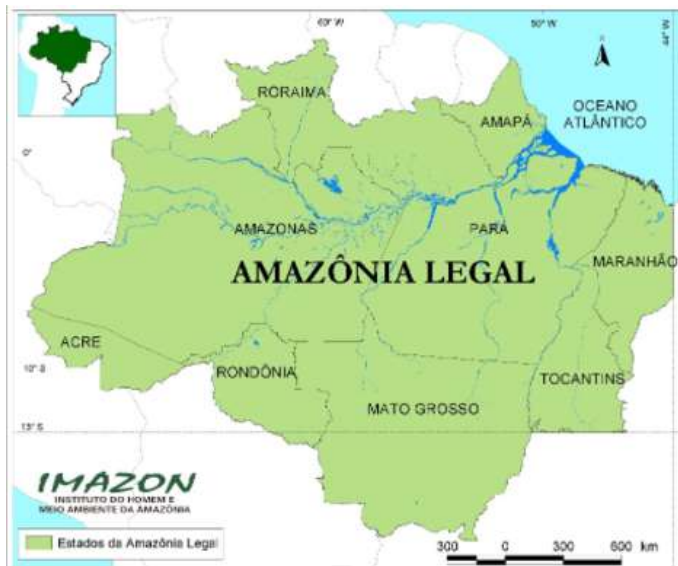 60° W
50° W
44° W
RORAIMA
AMAPÁ
OCEANO
ATLÂNTICO
0°
AMAZONAS
PARÁ
MARANHÃO
AMAZÔNIA LEGAL
ACRE
10° S
RONDÔNIA
TOCANTINS
MATO GROSSO
13° S
IMAZON
INSTITUTO DO HOMEM E
MEIO AMBIENTE DA AMAZÔNIA
Estados da Amazônia Legal
300 0 300 600 km